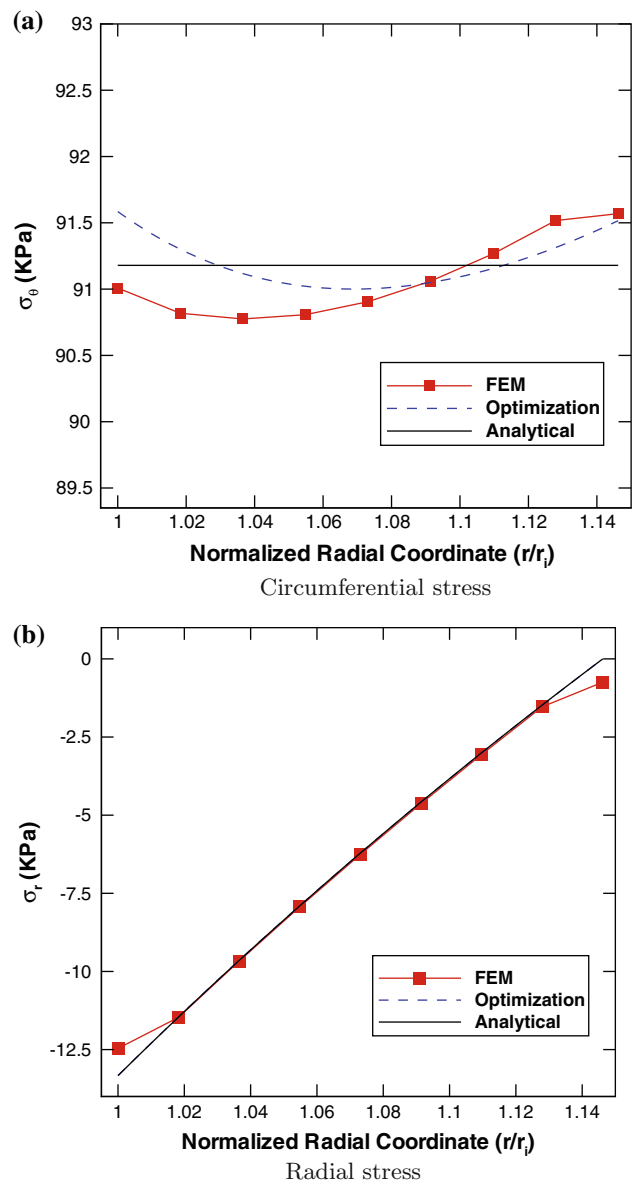 (a)
93
92.5
92
91.5
91
90.5
90
89.5
σθ (KPa)
FEM
Optimization
Analytical
1 1.02 1.04 1.06 1.08 1.1 1.12 1.14
Normalized Radial Coordinate (r/ri)
Circumferential stress
(b)
0
-2.5
-5
-7.5
-10
-12.5
σr (KPa)
FEM
Optimization
Analytical
1 1.02 1.04 1.06 1.08 1.1 1.12 1.14
Normalized Radial Coordinate (r/ri)
Radial stress